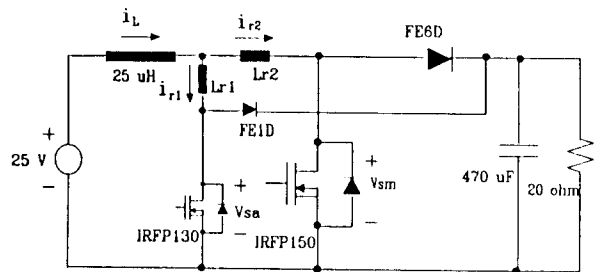 i_L
i_r2
FE6D
25 uH
Lr2
i_r1
Lr1
FE1D
+
25 V
−
+
Vsa
−
IRFP130
+
Vsm
−
IRFP150
470 uF
20 ohm